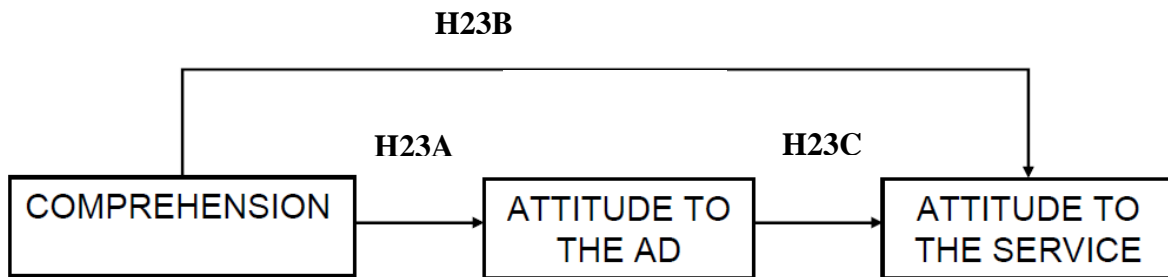 H23B
H23A
H23C
COMPREHENSION
ATTITUDE TO
THE AD
ATTITUDE TO
THE SERVICE